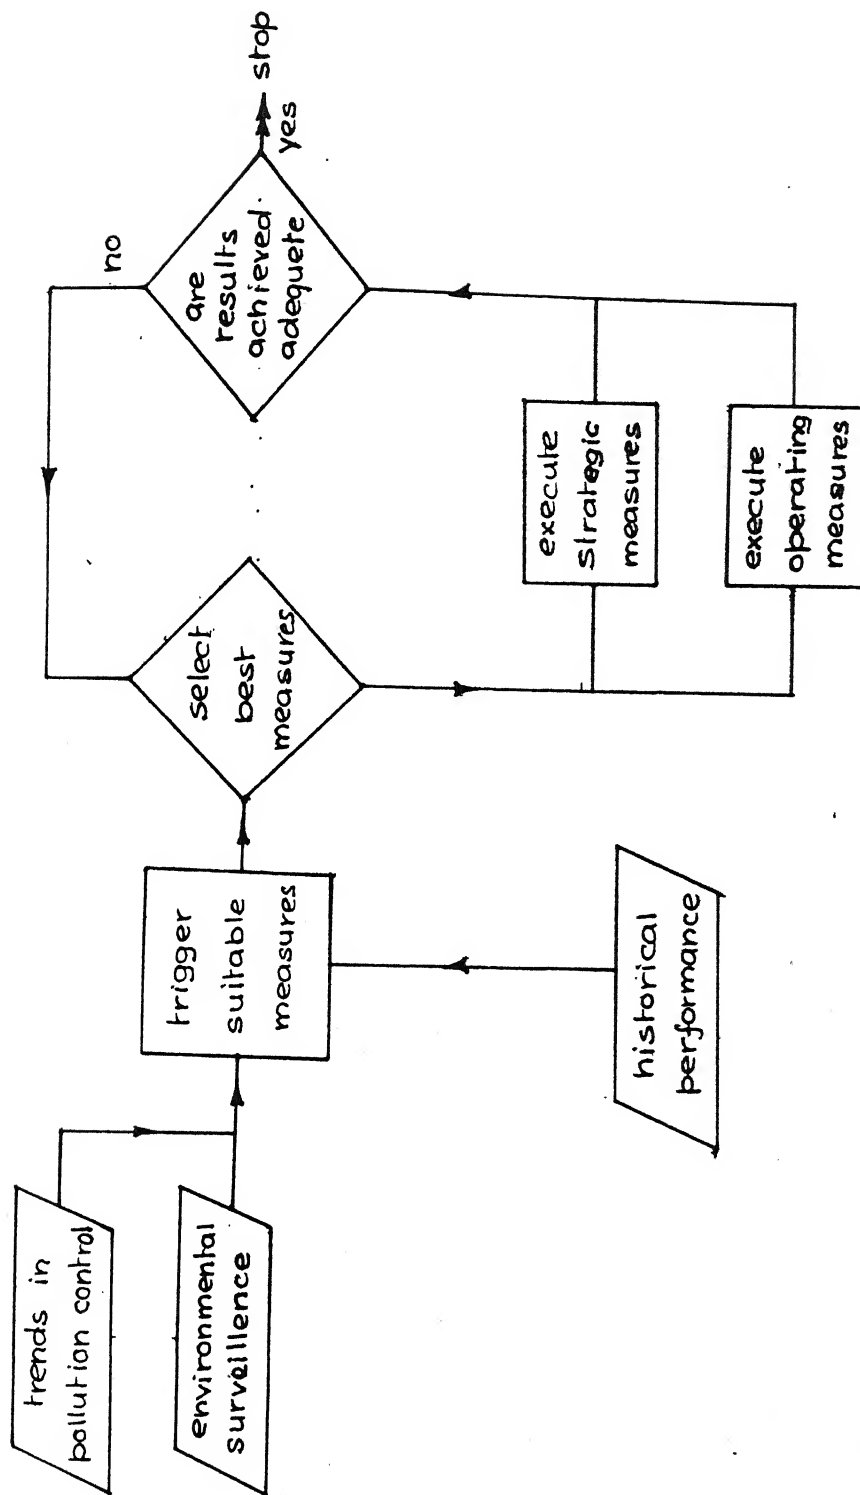 trends in
pollution control
environmental
surveillence
trigger
suitable
measures
historical
performance
select
best
measures
execute
Strategic
measures
execute
operating
measures
are
results
achieved
adequete
no
yes
stop